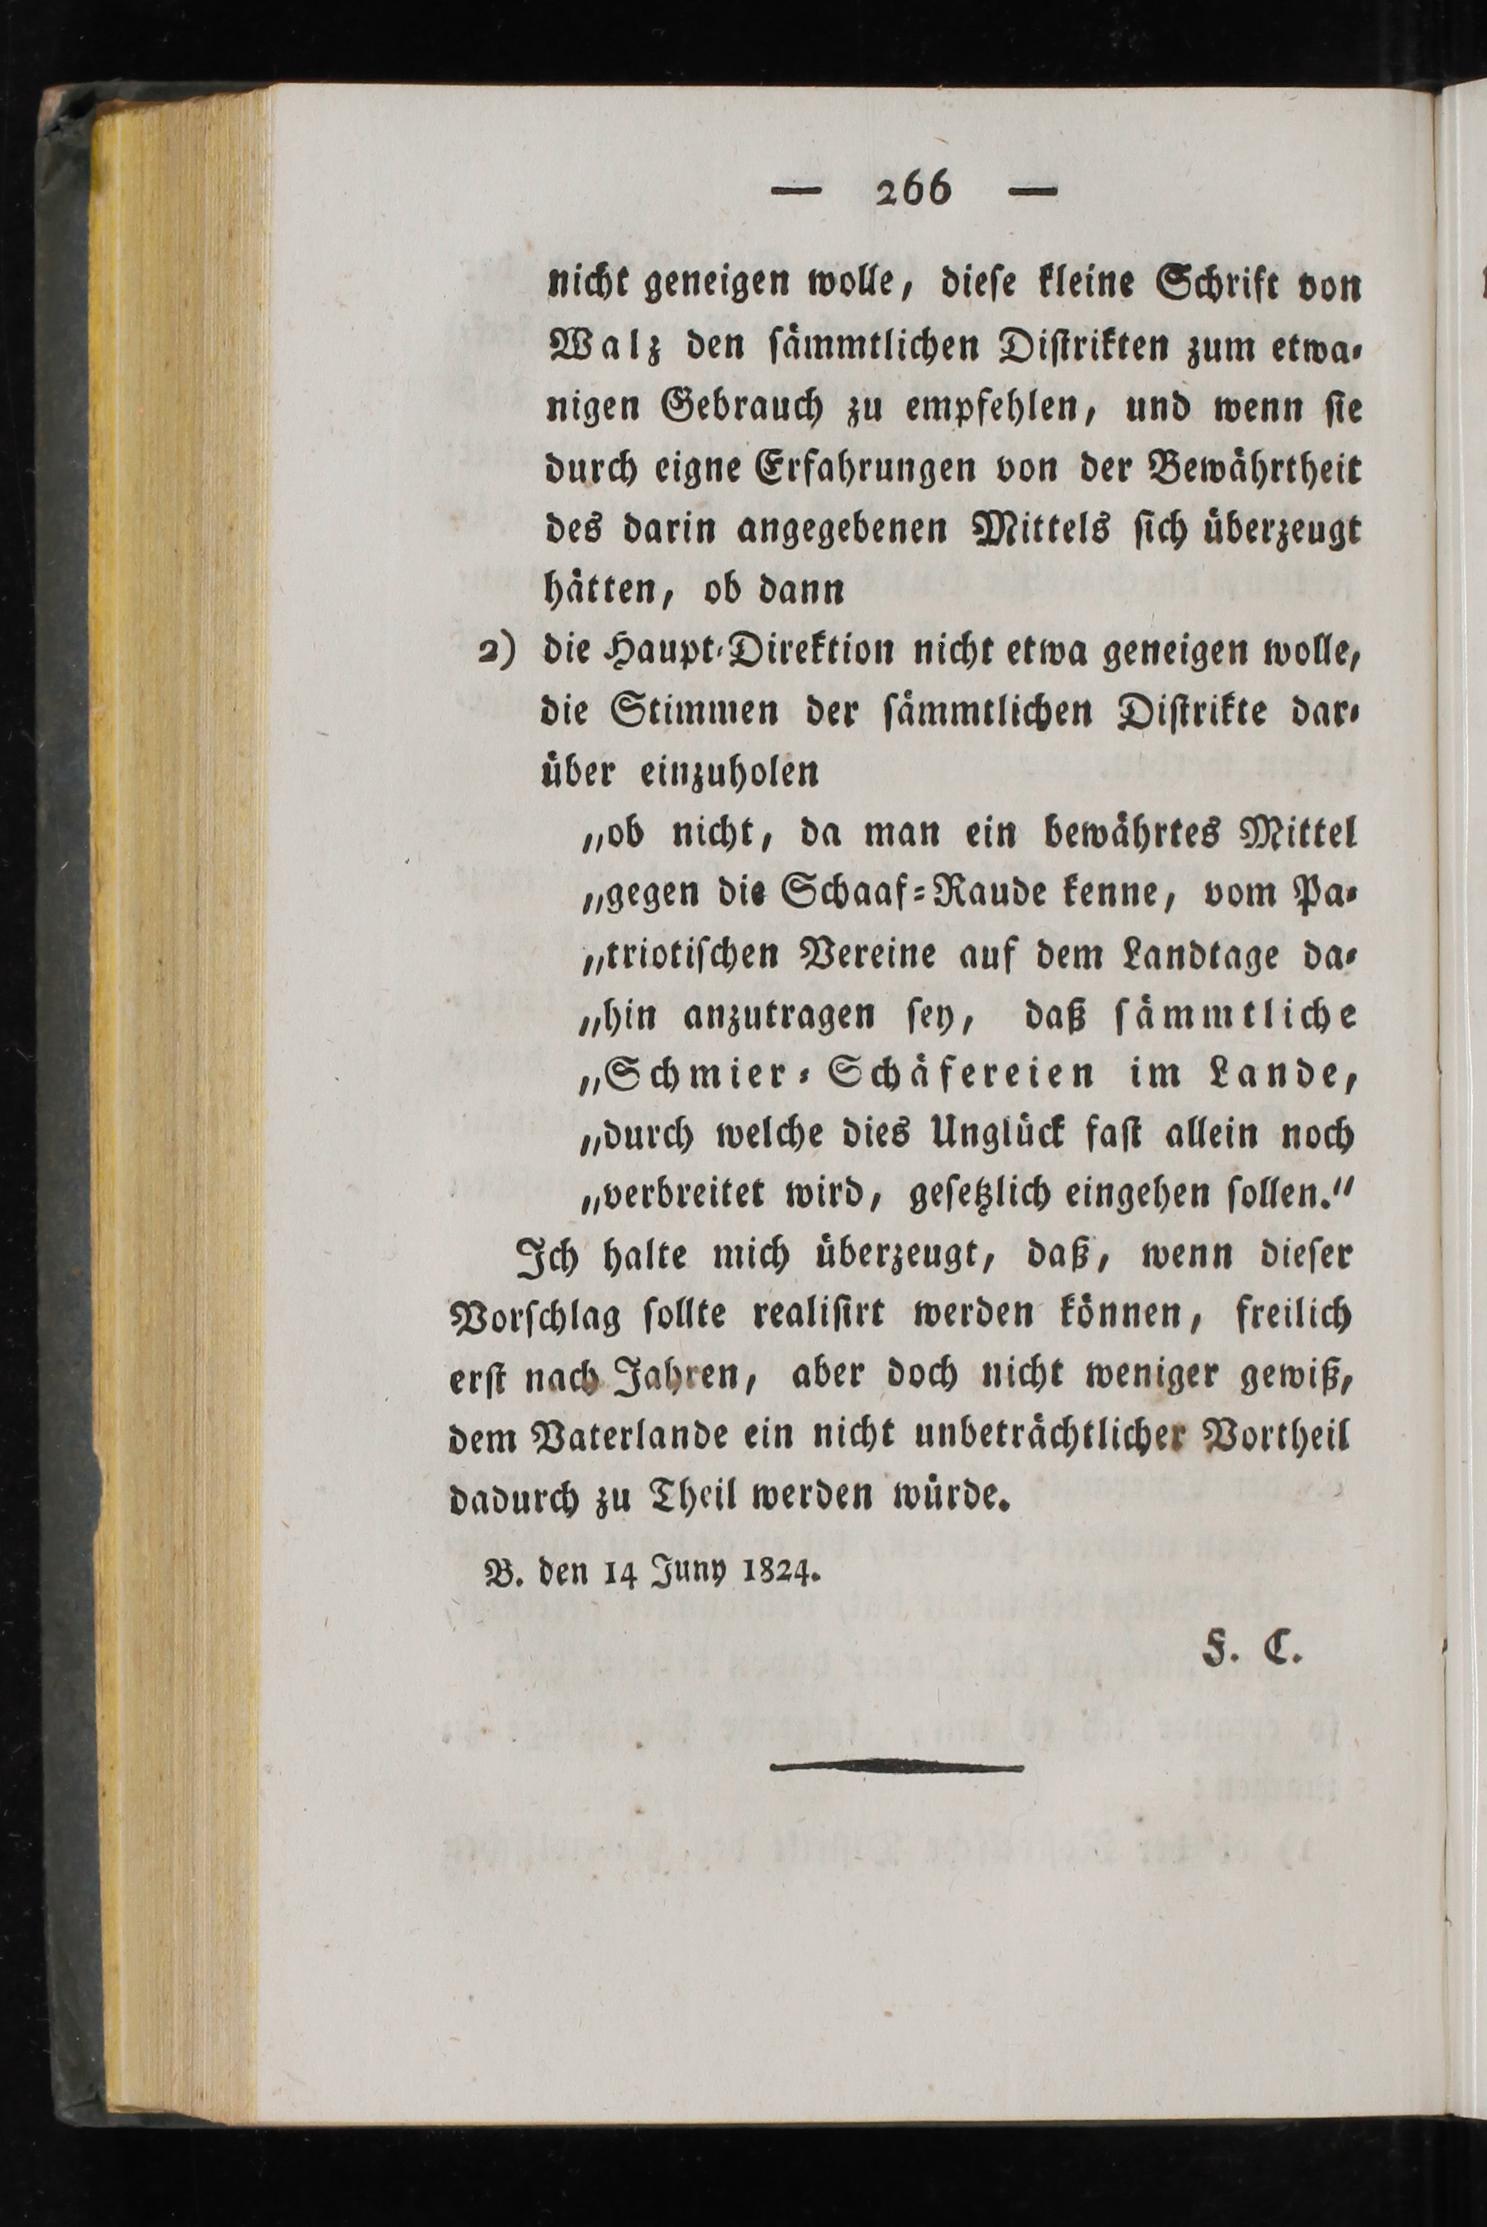 — 266 —
nicht geneigen wolle, dieſe kleine Schrift von
Walz den ſämmtlichen Diſtrikten zum etwa-
nigen Gebrauch zu empfehlen, und wenn ſie
durch eigne Erfahrungen von der Bewährtheit
des darin angegebenen Mittels ſich überzeugt
hätten, ob dann
2) die Haupt-Direktion nicht etwa geneigen wolle,
die Stimmen der ſämmtlichen Diſtrikte dar-
über einzuholen
„ob nicht, da man ein bewährtes Mittel
„gegen die Schaaf-Raude kenne, vom Pa-
„triotiſchen Vereine auf dem Landtage da-
„hin anzutragen ſey, daß ſämmtliche
„Schmier-Schäfereien im Lande,
„durch welche dies Unglück faſt allein noch
„verbreitet wird, geſetzlich eingehen ſollen.“
Ich halte mich überzeugt, daß, wenn dieſer
Vorſchlag ſollte realiſirt werden können, freilich
erſt nach Jahren, aber doch nicht weniger gewiß,
dem Vaterlande ein nicht unbeträchtlicher Vortheil
dadurch zu Theil werden würde.
B. den 14 Juny 1824.
F. C.